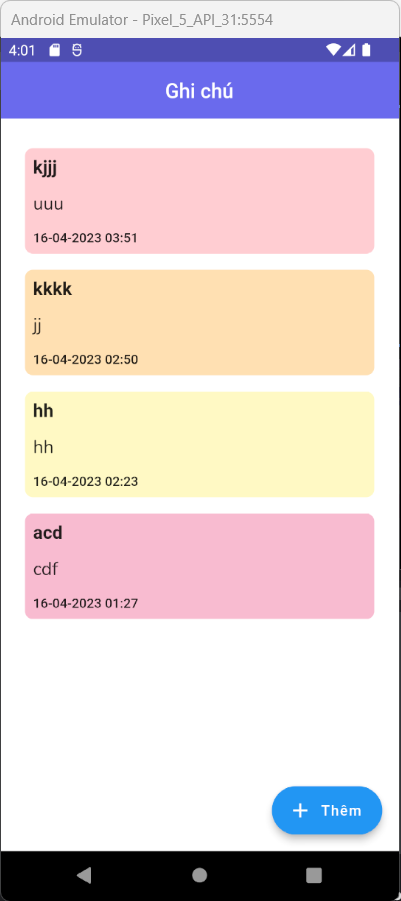 Android Emulator - Pixel_5_API_31:5554
4:01
Ghi chú
kjjj
uuu
16-04-2023 03:51
kkkk
jj
16-04-2023 02:50
hh
hh
16-04-2023 02:23
acd
cdf
16-04-2023 01:27
Thêm